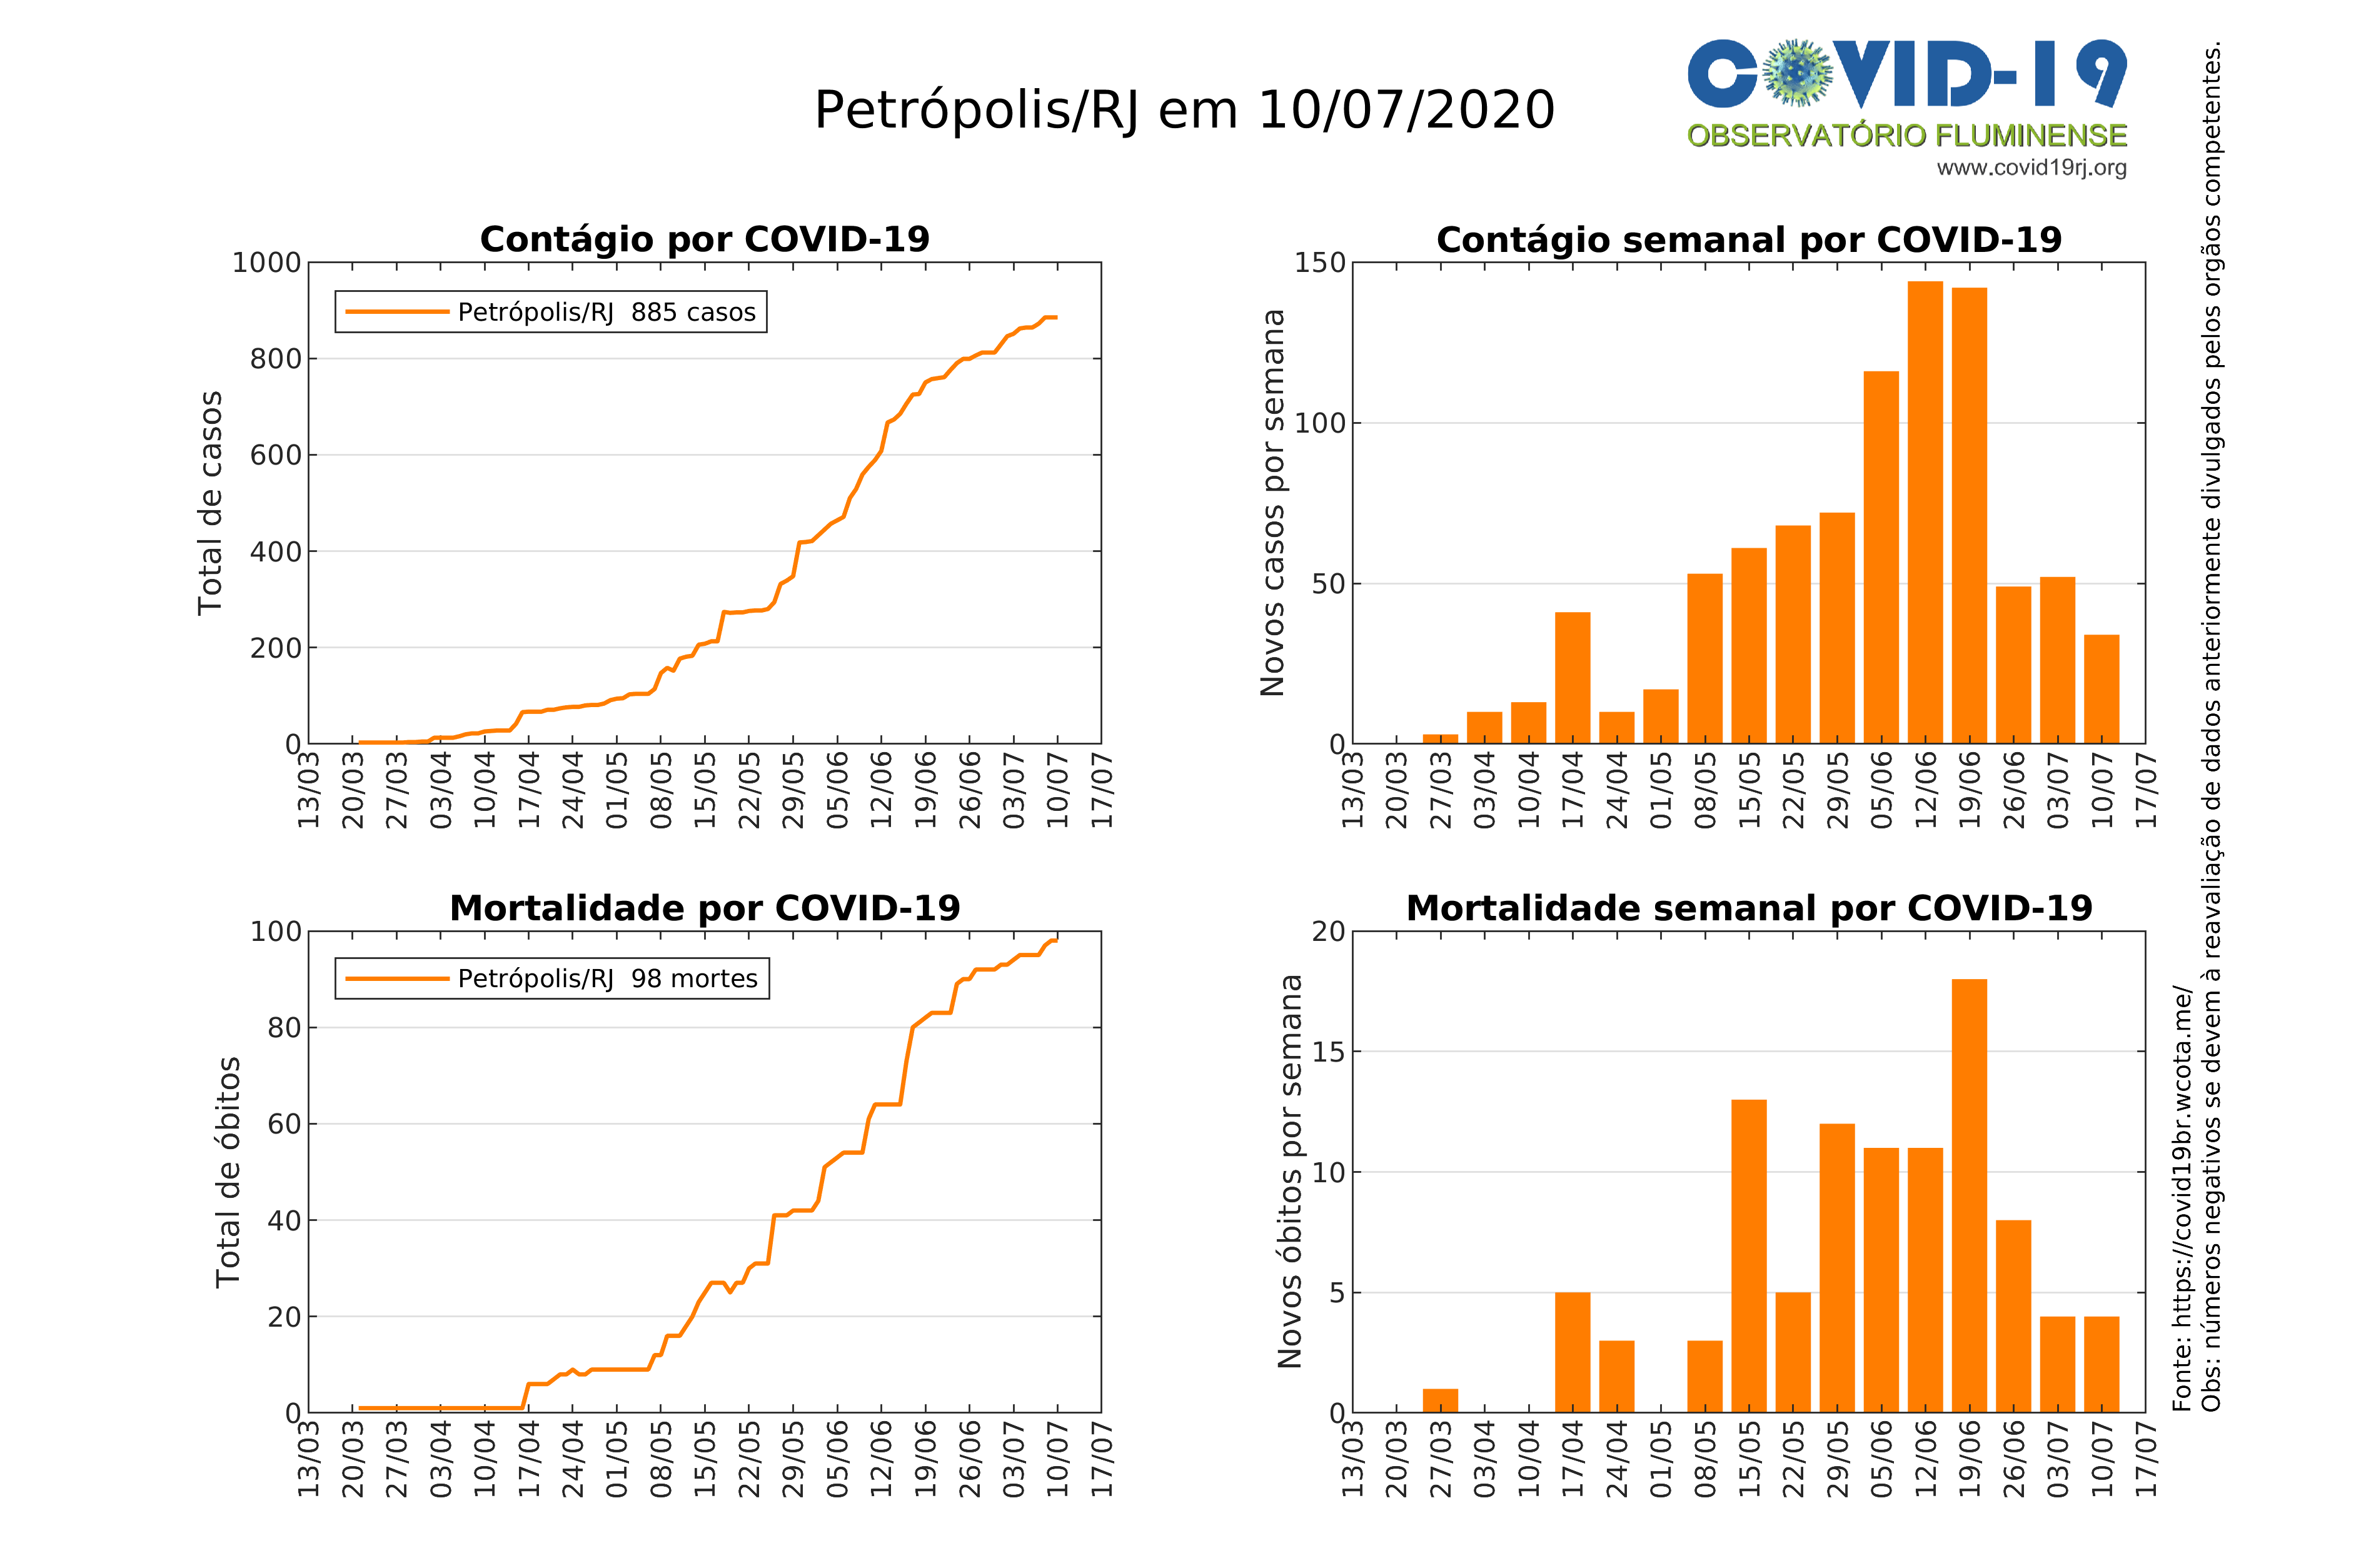 Petrópolis/RJ em 10/07/2020
COVID-19
OBSERVATÓRIO FLUMINENSE
www.covid19rj.org
Contágio por COVID-19
Total de casos
1000
800
600
400
200
0
Petrópolis/RJ 885 casos
13/03 20/03 27/03 03/04 10/04 17/04 24/04 01/05 08/05 15/05 22/05 29/05 05/06 12/06 19/06 26/06 03/07 10/07 17/07
Contágio semanal por COVID-19
Novos casos por semana
150
100
50
0
13/03 20/03 27/03 03/04 10/04 17/04 24/04 01/05 08/05 15/05 22/05 29/05 05/06 12/06 19/06 26/06 03/07 10/07 17/07
Mortalidade por COVID-19
Total de óbitos
100
80
60
40
20
0
Petrópolis/RJ 98 mortes
13/03 20/03 27/03 03/04 10/04 17/04 24/04 01/05 08/05 15/05 22/05 29/05 05/06 12/06 19/06 26/06 03/07 10/07 17/07
Mortalidade semanal por COVID-19
Novos óbitos por semana
20
15
10
5
0
13/03 20/03 27/03 03/04 10/04 17/04 24/04 01/05 08/05 15/05 22/05 29/05 05/06 12/06 19/06 26/06 03/07 10/07 17/07
Fonte: https://covid19br.wcota.me/
Obs: números negativos se devem à reavaliação de dados anteriormente divulgados pelos orgãos competentes.